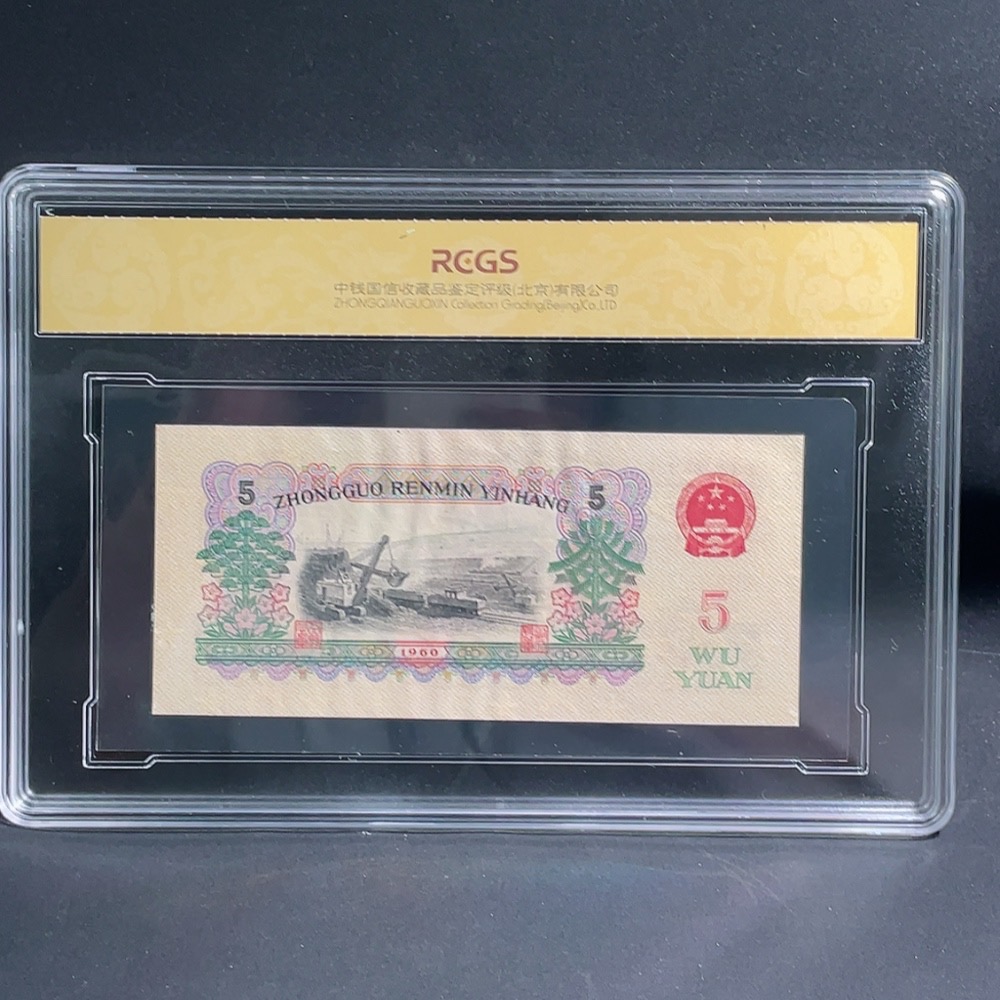 RCGS
中钱国信收藏品鉴定评级(北京)有限公司
ZHONGQIANGUOXIN Collection Grading(Beijing)Co.,LTD
5 ZHONGGUO RENMIN YINHANG 5
5
WU
YUAN
1960